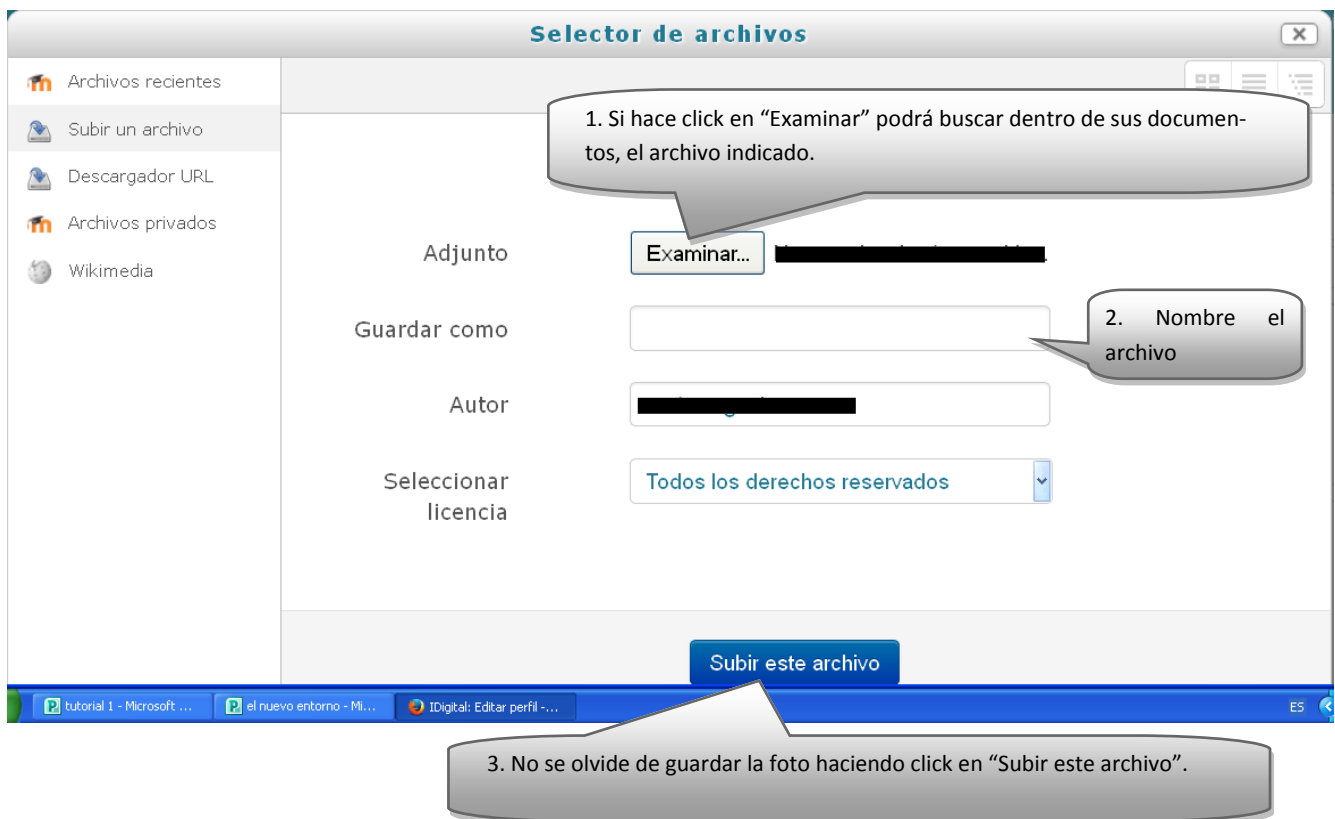 Selector de archivos
Archivos recientes
Subir un archivo
Descargador URL
Archivos privados
Wikimedia
1. Si hace click en “Examinar” podrá buscar dentro de sus documen-
tos, el archivo indicado.
Adjunto
Examinar...
Guardar como
2. Nombre el
archivo
Autor
Seleccionar
licencia
Todos los derechos reservados
Subir este archivo
tutorial 1 - Microsoft ...
el nuevo entorno - Mi...
IDigital: Editar perfil -...
ES
3. No se olvide de guardar la foto haciendo click en “Subir este archivo”.